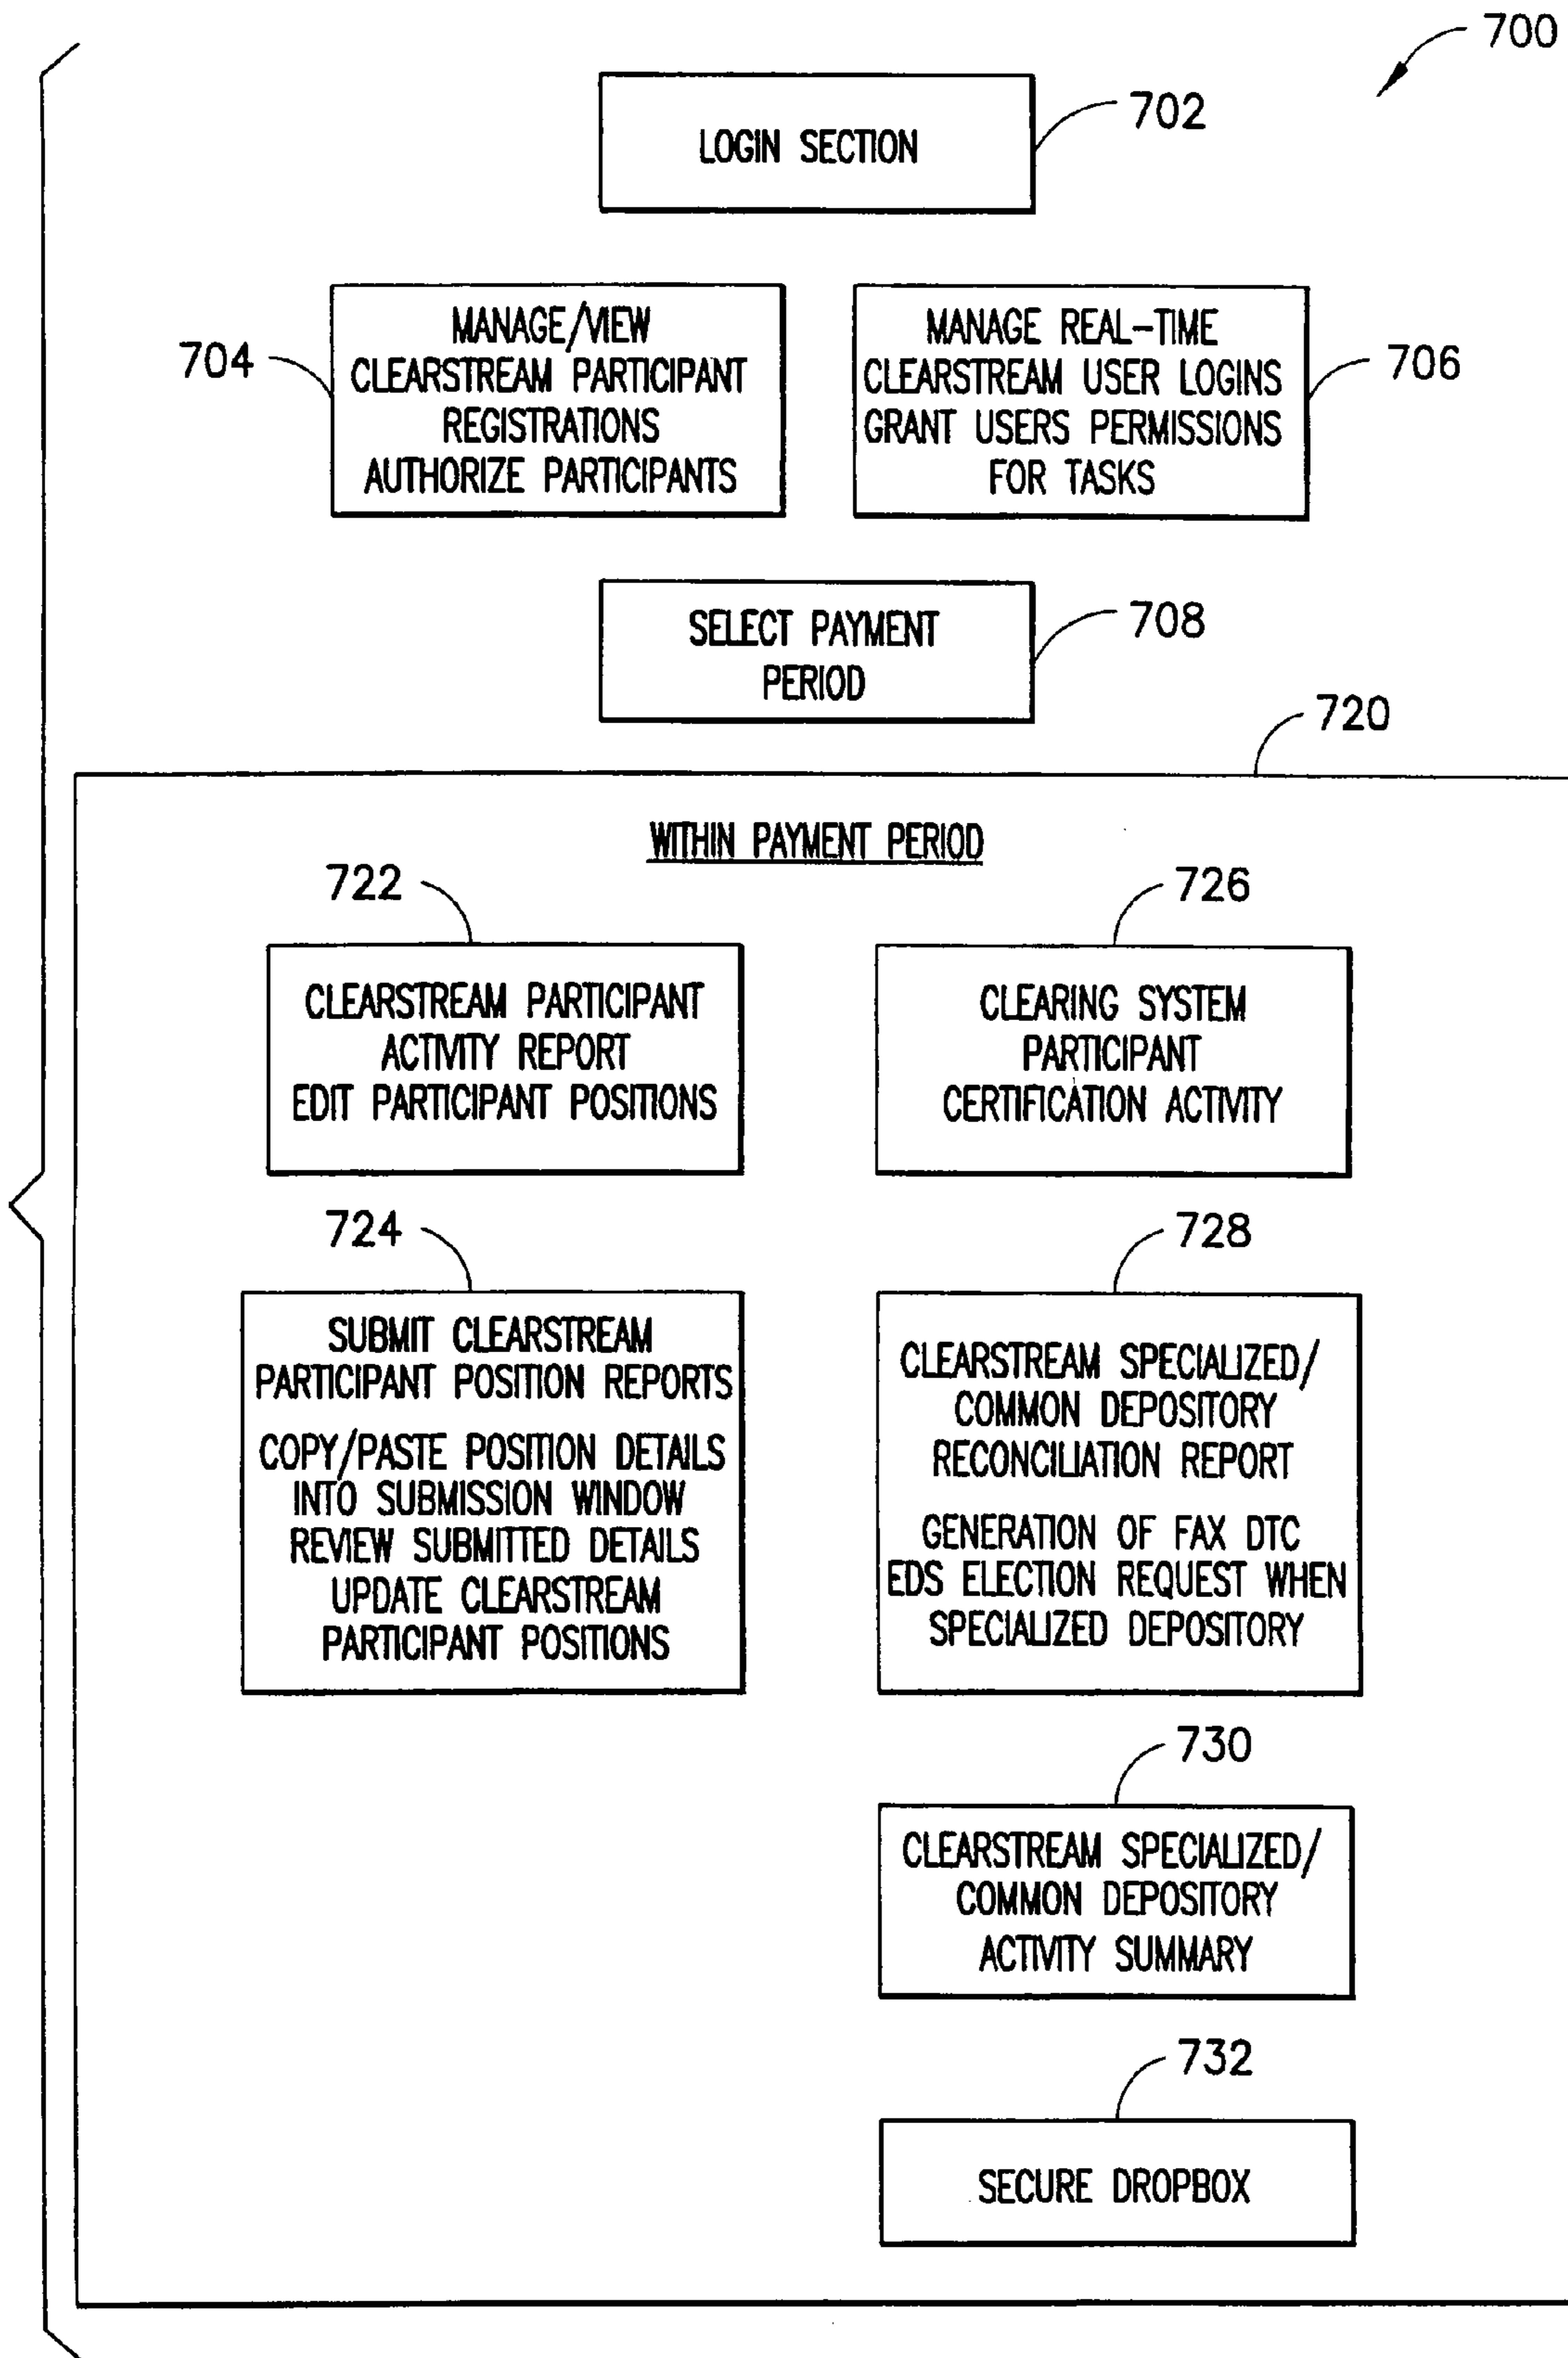 700
702
LOGIN SECTION
704
MANAGE/VIEW
CLEARSTREAM PARTICIPANT
REGISTRATIONS
AUTHORIZE PARTICIPANTS
706
MANAGE REAL-TIME
CLEARSTREAM USER LOGINS
GRANT USERS PERMISSIONS
FOR TASKS
708
SELECT PAYMENT
PERIOD
720
WITHIN PAYMENT PERIOD
722
CLEARSTREAM PARTICIPANT
ACTIVITY REPORT
EDIT PARTICIPANT POSITIONS
726
CLEARING SYSTEM
PARTICIPANT
CERTIFICATION ACTIVITY
724
SUBMIT CLEARSTREAM
PARTICIPANT POSITION REPORTS
COPY/PASTE POSITION DETAILS
INTO SUBMISSION WINDOW
REVIEW SUBMITTED DETAILS
UPDATE CLEARSTREAM
PARTICIPANT POSITIONS
728
CLEARSTREAM SPECIALIZED/
COMMON DEPOSITORY
RECONCILIATION REPORT
GENERATION OF FAX DTC
EDS ELECTION REQUEST WHEN
SPECIALIZED DEPOSITORY
730
CLEARSTREAM SPECIALIZED/
COMMON DEPOSITORY
ACTIVITY SUMMARY
732
SECURE DROPBOX